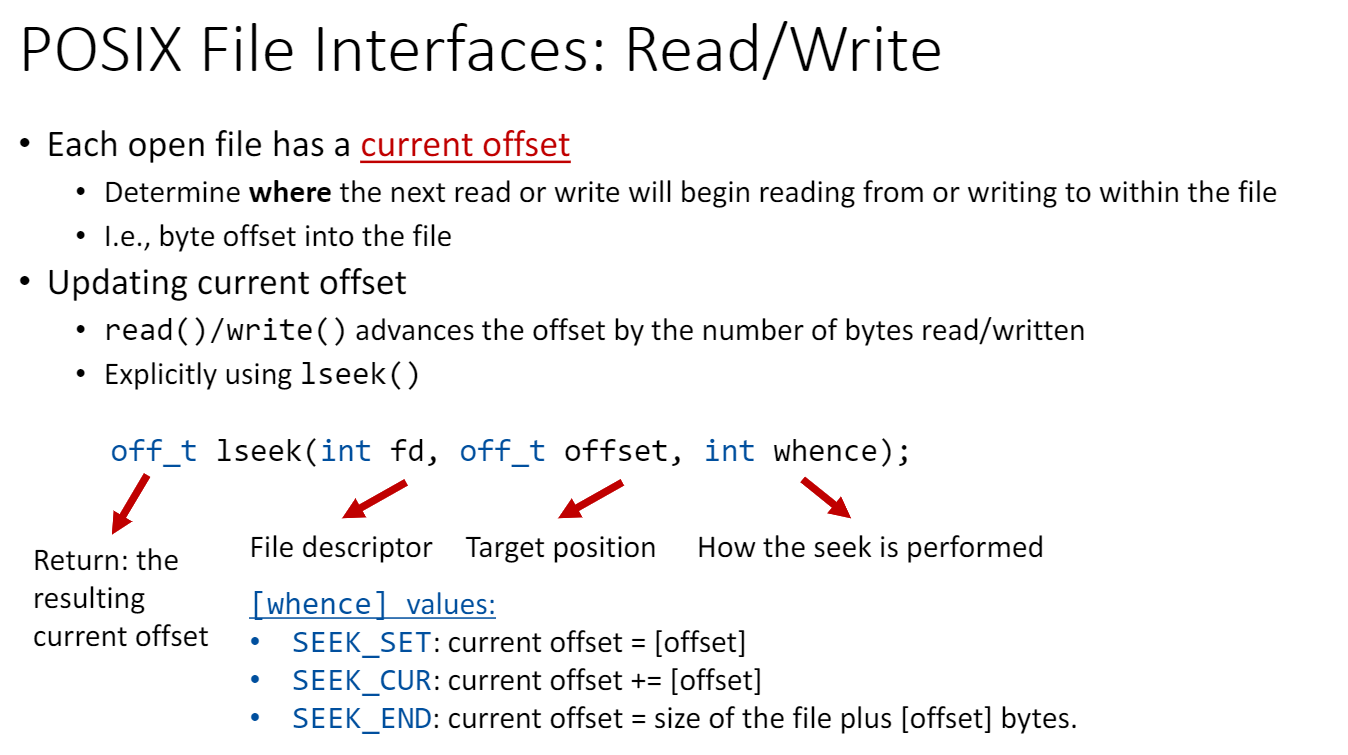 POSIX File Interfaces: Read/Write
• Each open file has a current offset
• Determine where the next read or write will begin reading from or writing to within the file
• I.e., byte offset into the file
• Updating current offset
• read()/write() advances the offset by the number of bytes read/written
• Explicitly using lseek()
off_t lseek(int fd, off_t offset, int whence);
Return: the
resulting
current offset
File descriptor
Target position
How the seek is performed
[whence] values:
• SEEK_SET: current offset = [offset]
• SEEK_CUR: current offset += [offset]
• SEEK_END: current offset = size of the file plus [offset] bytes.